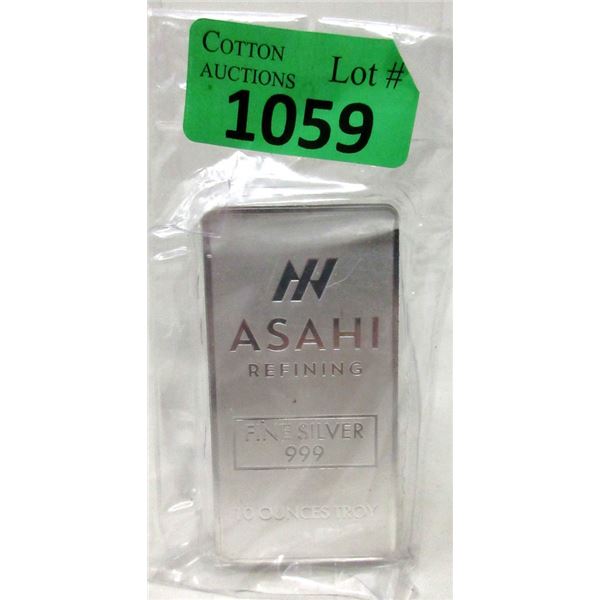 COTTON
AUCTIONS
Lot #
1059
ASAHI
REFINING
FINE SILVER
999
10 OUNCES TROY